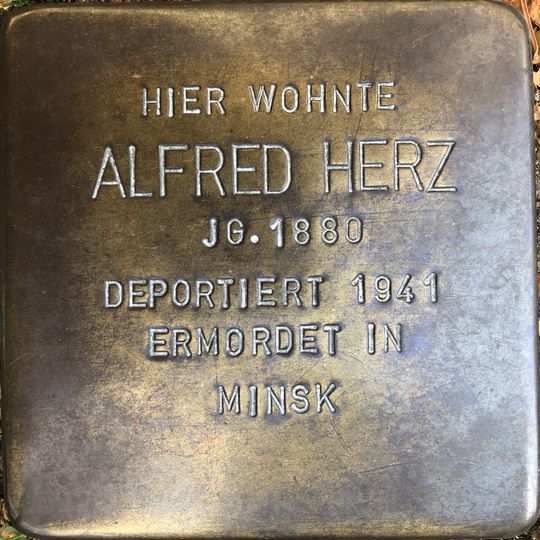 HIER WOHNTE
ALFRED HERZ
JG. 1880
DEPORTIERT 1941
ERMORDET IN
MINSK